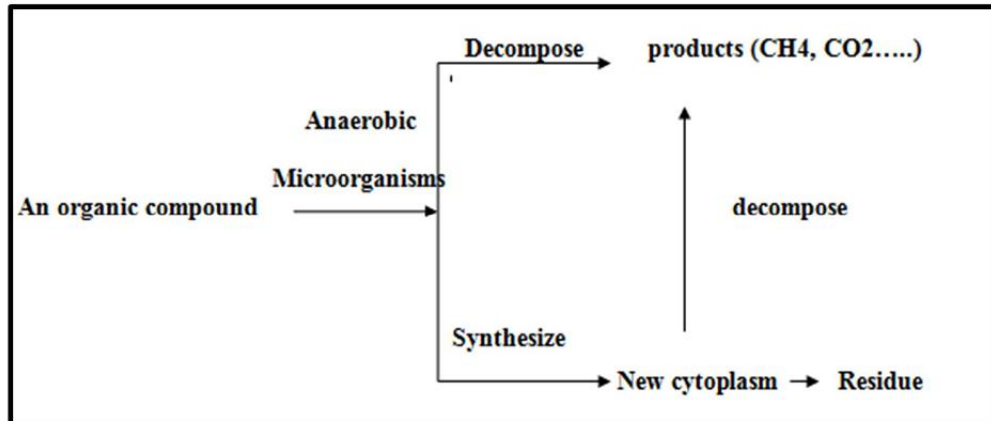 Decompose products (CH4, CO2.....)
Anaerobic
Microorganisms
An organic compound
decompose
Synthesize
New cytoplasm Residue